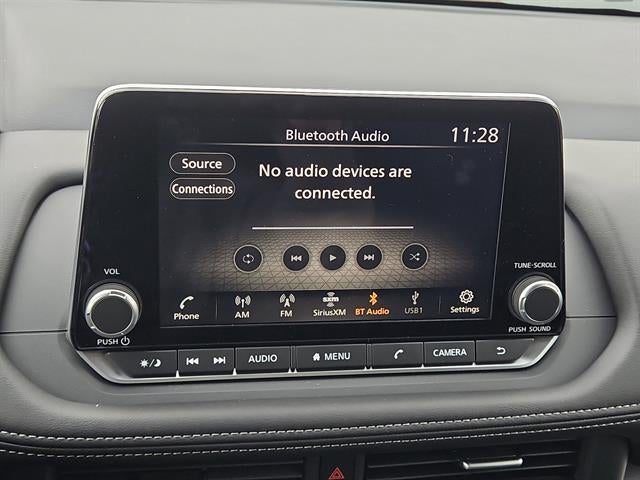 Bluetooth Audio
11:28
Source
Connections
No audio devices are
connected.
VOL
PUSH
TUNE·SCROLL
PUSH SOUND
Phone
AM
FM
sxm
SiriusXM
BT Audio
USB1
Settings
AUDIO
MENU
CAMERA